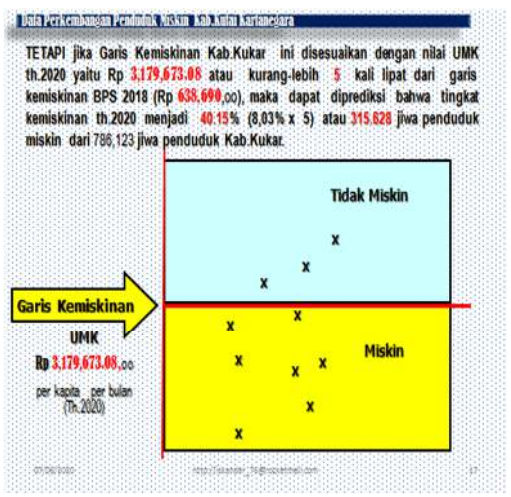 Data Perkembangan Penduduk Miskin Kab.Kutai Kartanegara
TETAPI jika Garis Kemiskinan Kab.Kukar ini disesuaikan dengan nilai UMK
th.2020 yaitu Rp 3,179,673.08 atau kurang-lebih 5 kali lipat dari garis
kemiskinan BPS 2018 (Rp 638,690,oo), maka dapat diprediksi bahwa tingkat
kemiskinan th.2020 menjadi 40.15% (8,03% x 5) atau 315.628 jiwa penduduk
miskin dari 786,123 jiwa penduduk Kab.Kukar.
Tidak Miskin
x
x
x
Garis Kemiskinan
x
x
UMK
Rp 3,179,673.08,oo
Miskin
x
x
x
per kapita per bulan
(Th.2020)
x
x
07/08/2020
17